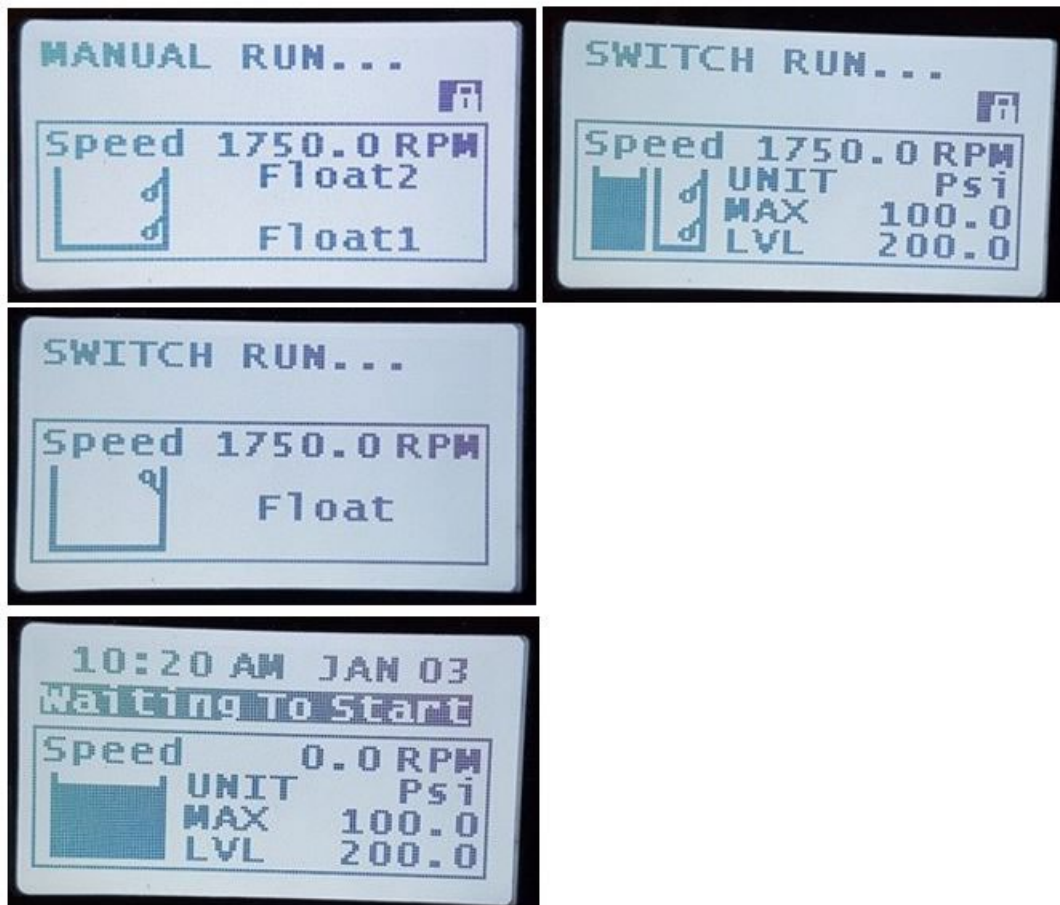 MANUAL RUN...
Speed 1750.0 RPM
Float2
Float1
SWITCH RUN...
Speed 1750.0 RPM
UNIT Psi
MAX 100.0
LVL 200.0
SWITCH RUN...
Speed 1750.0 RPM
Float
10:20 AM JAN 03
Waiting To Start
Speed 0.0 RPM
UNIT Psi
MAX 100.0
LVL 200.0